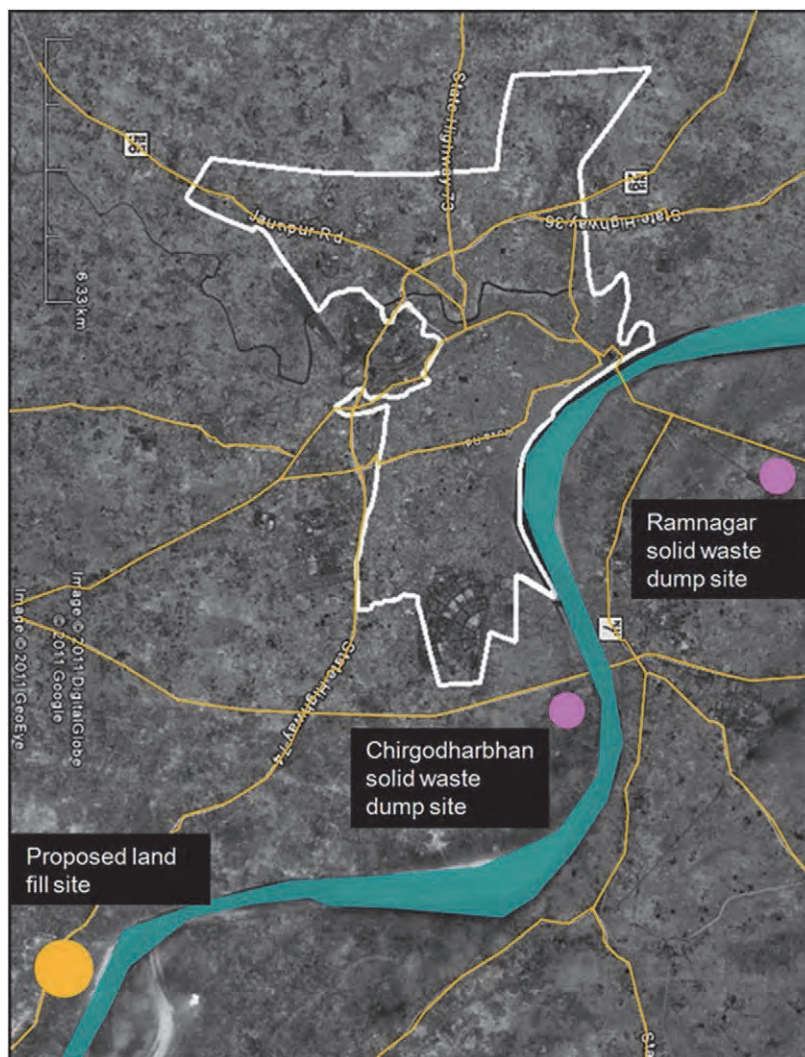 State Highway 73
Jaunpur Rd
State Highway 36
6.33 km
Ramnagar
solid waste
dump site
State Highway 74
Image © 2011 DigitalGlobe
© 2011 Google
Image © 2011 GeoEye
Chirgodharbhan
solid waste
dump site
Proposed land
fill site